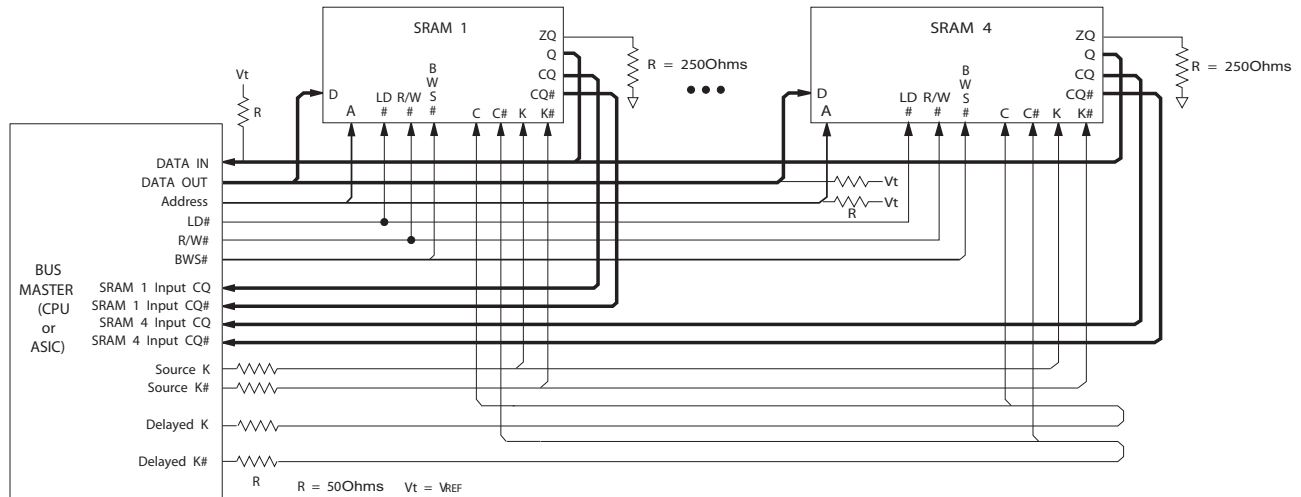 SRAM 1
ZQ
Q
CQ
CQ#
R = 250Ohms
B
W
S
#
D
A
LD
#
R/W
#
C
C#
K
K#
SRAM 4
ZQ
Q
CQ
CQ#
R = 250Ohms
B
W
S
#
D
A
LD
#
R/W
#
C
C#
K
K#
Vt
R
DATA IN
DATA OUT
Address
LD#
R/W#
BWS#
Vt
Vt
R
BUS
MASTER
(CPU
or
ASIC)
SRAM 1 Input CQ
SRAM 1 Input CQ#
SRAM 4 Input CQ
SRAM 4 Input CQ#
Source K
Source K#
Delayed K
Delayed K#
R
R = 50Ohms Vt = VREF